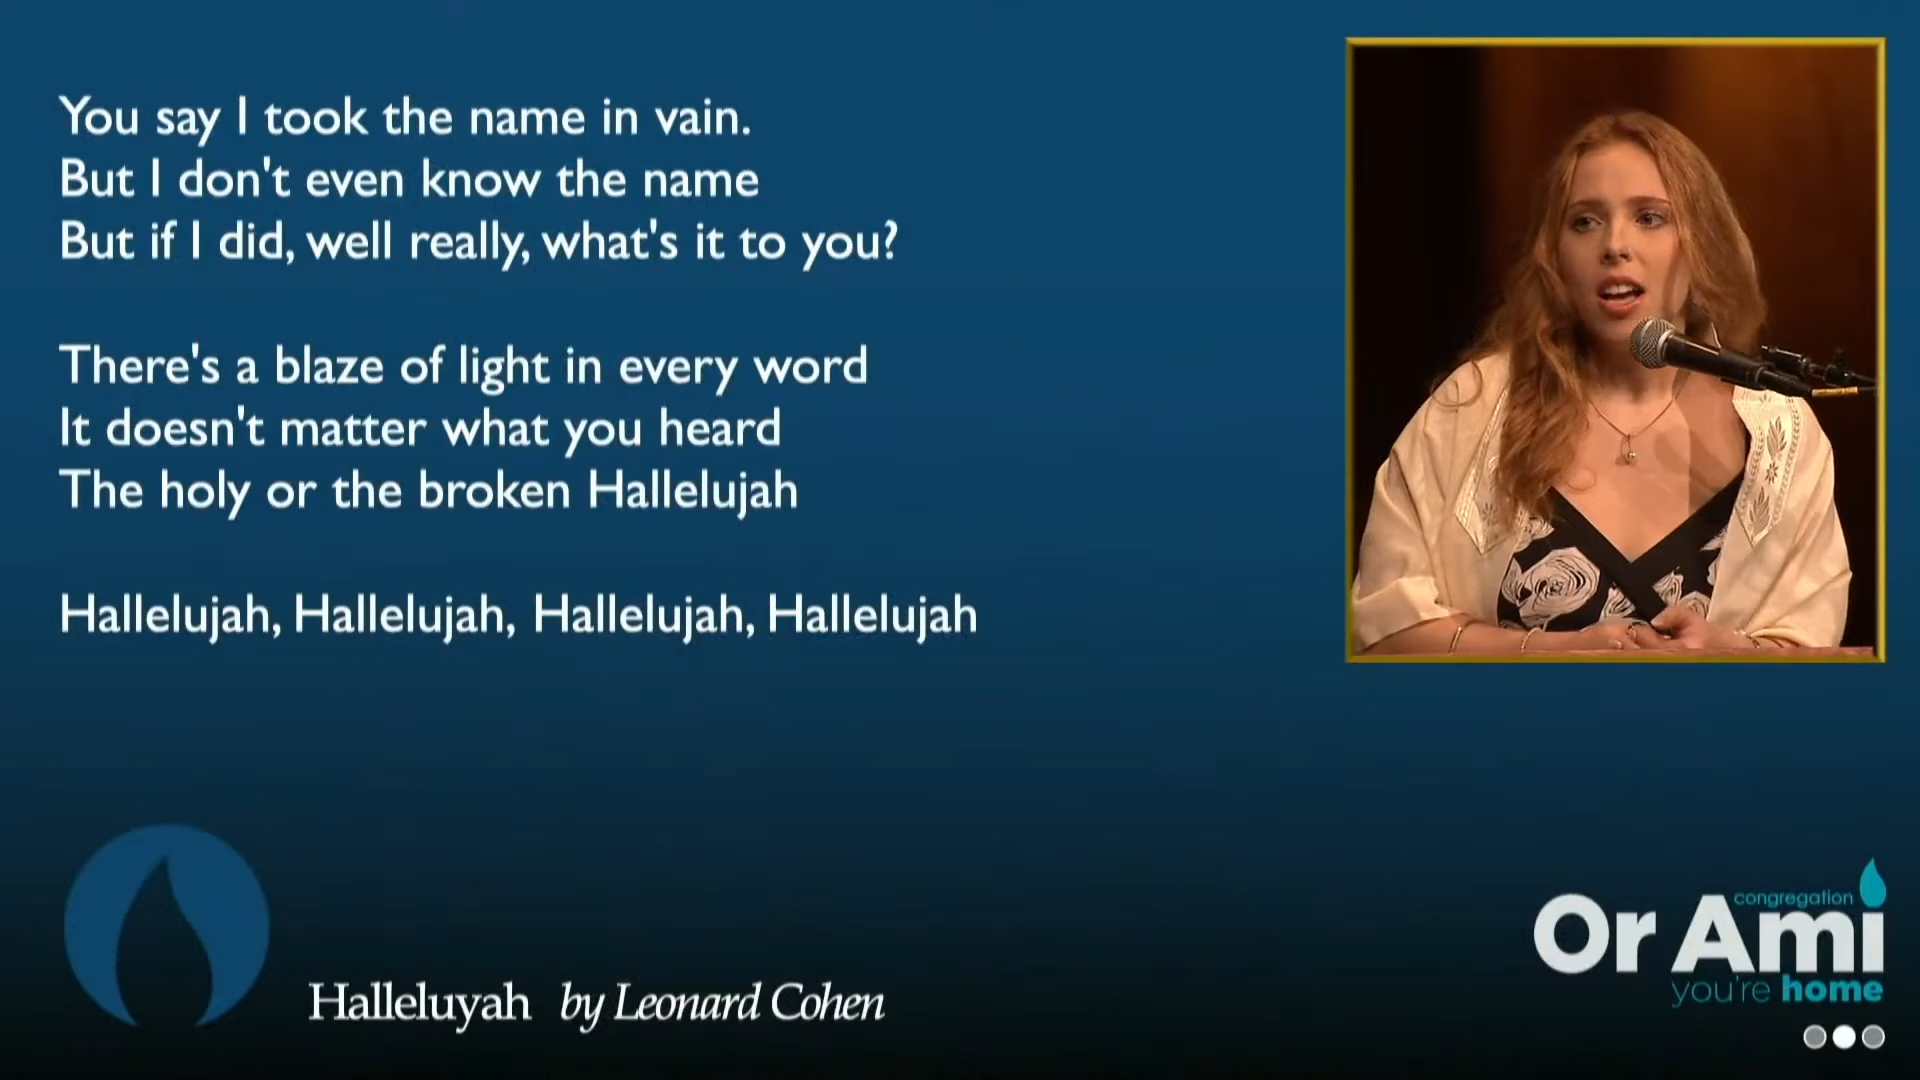 You say I took the name in vain.
But I don't even know the name
But if I did, well really, what's it to you?
There's a blaze of light in every word
It doesn't matter what you heard
The holy or the broken Hallelujah
Hallelujah, Hallelujah, Hallelujah, Hallelujah
Halleluyah by Leonard Cohen
congregation
Or Ami
you're home